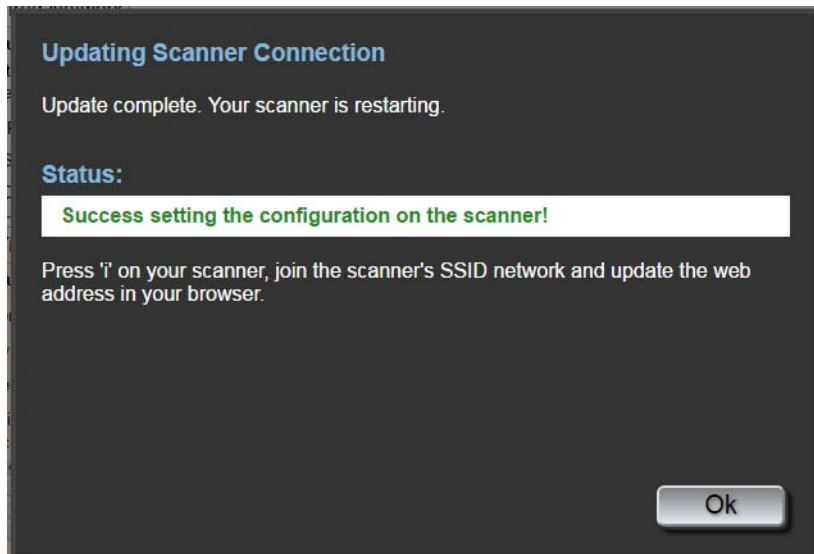 Updating Scanner Connection
Update complete. Your scanner is restarting.
Status:
Success setting the configuration on the scanner!
Press 'i' on your scanner, join the scanner's SSID network and update the web
address in your browser.
Ok